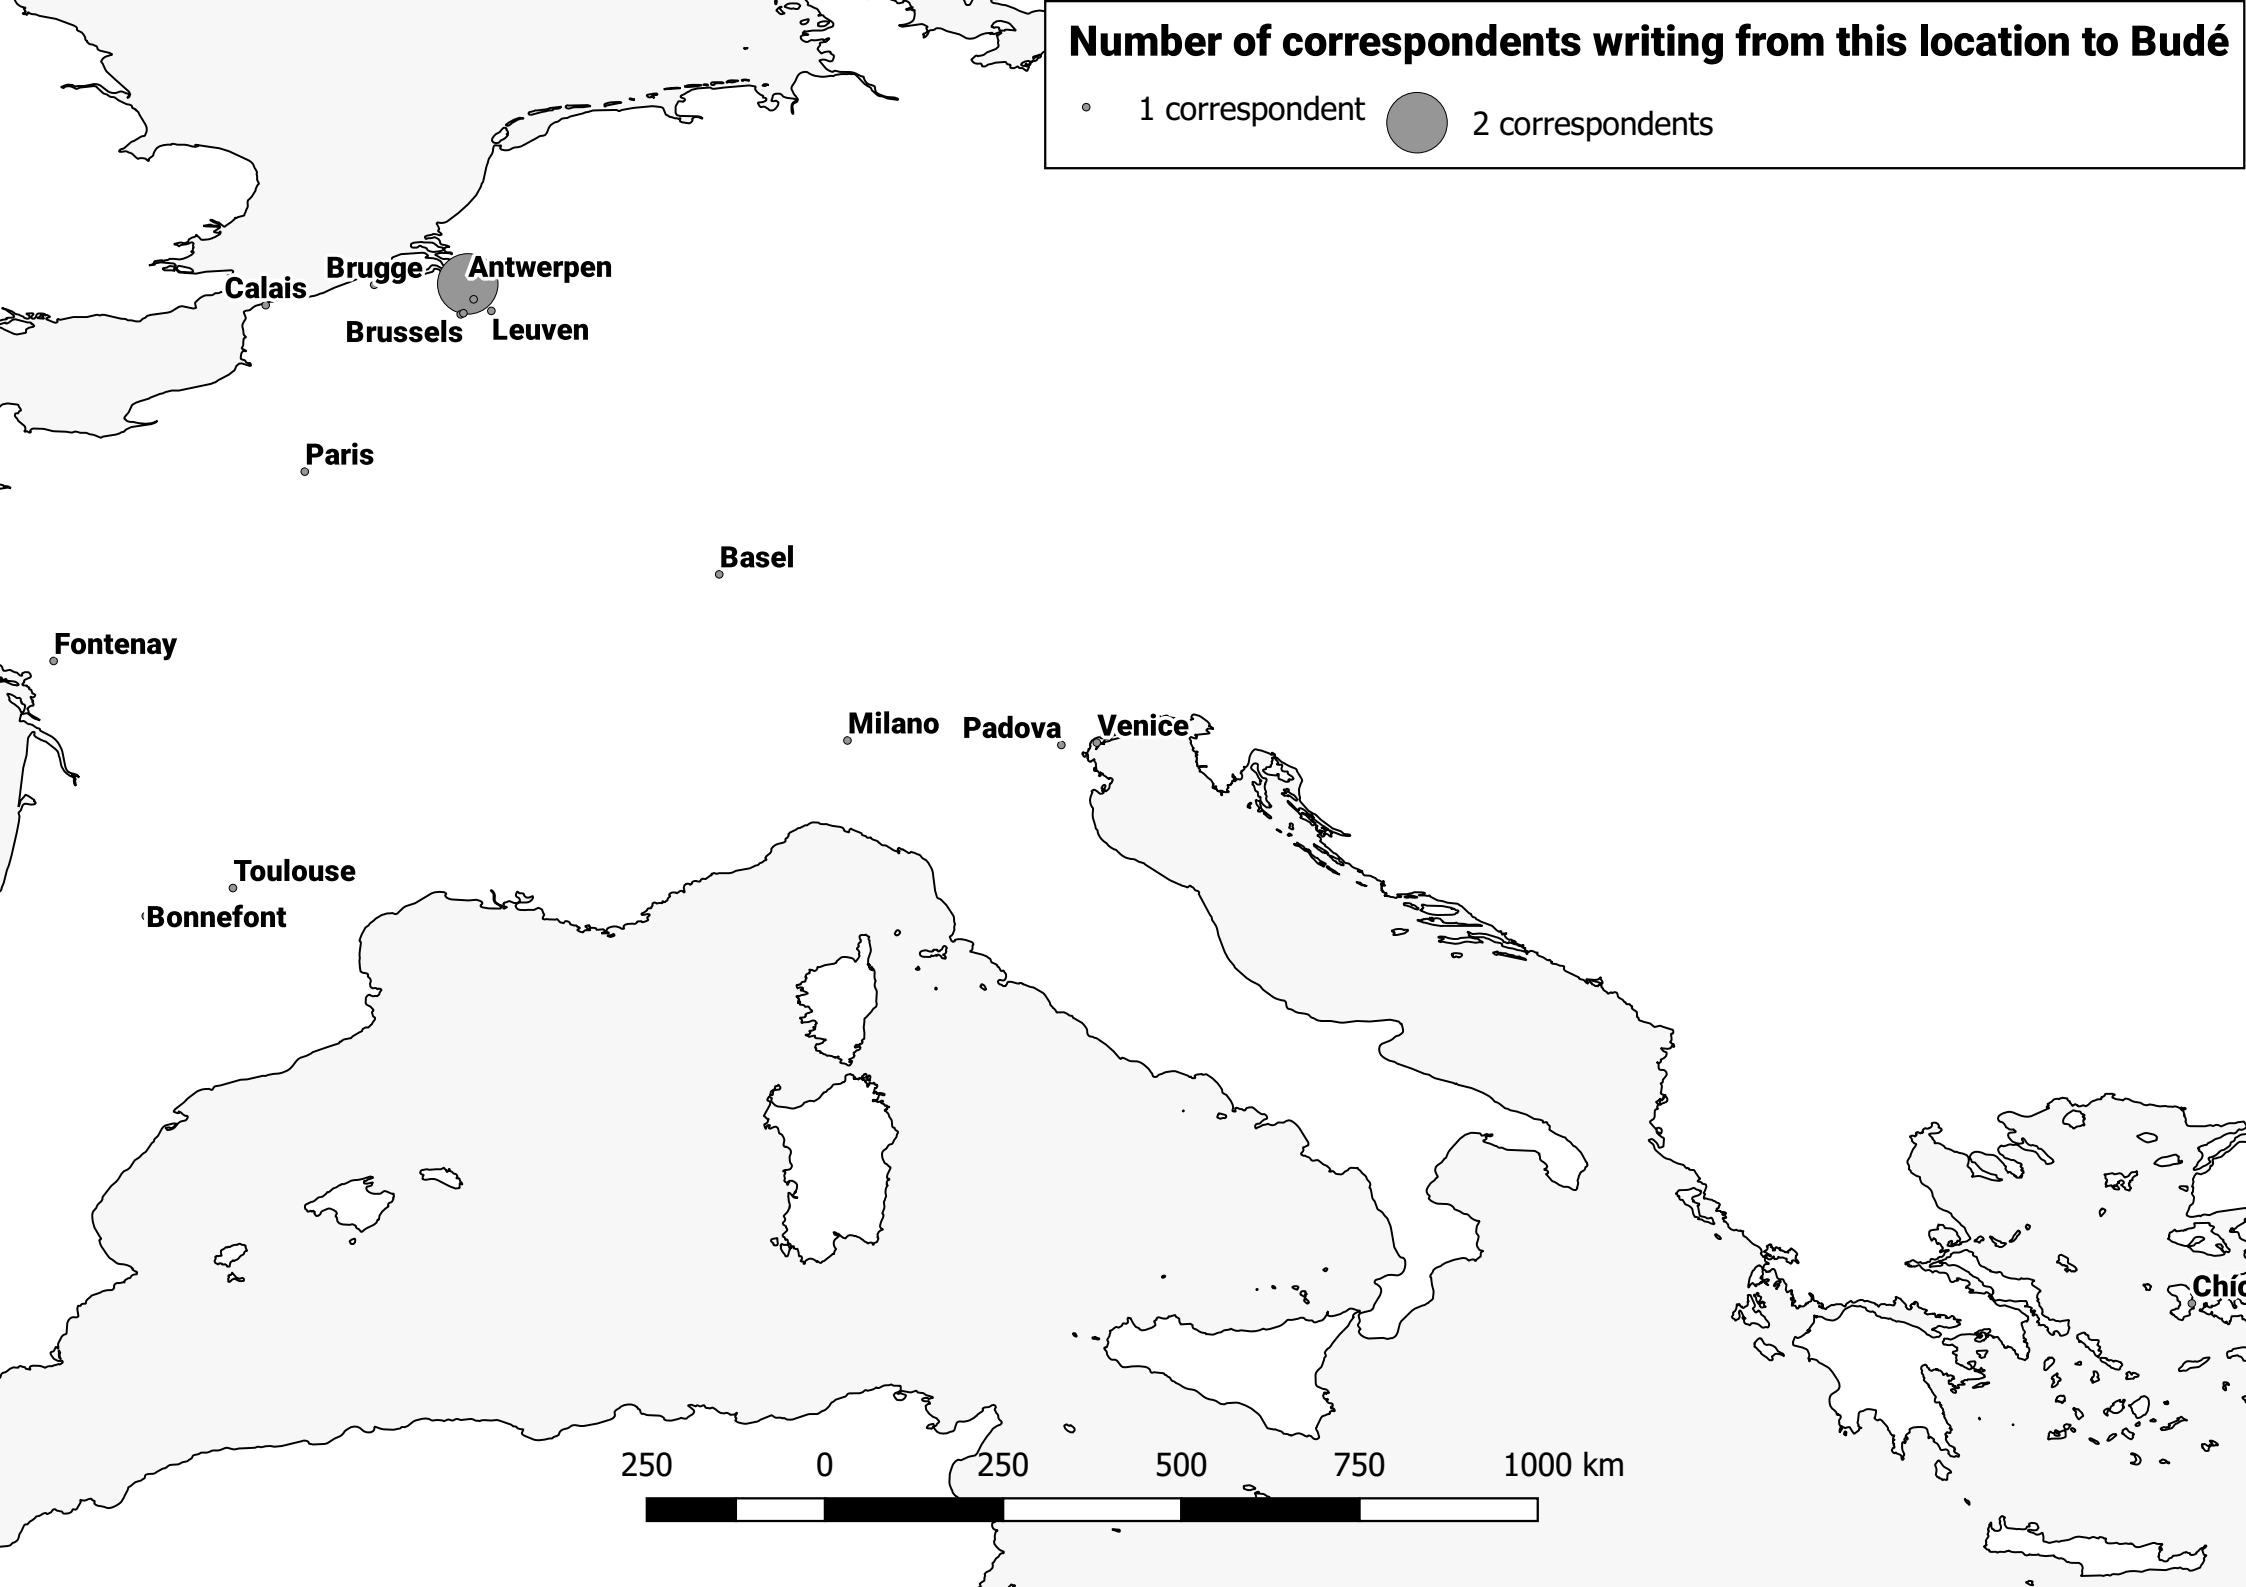 Number of correspondents writing from this location to Budé
1 correspondent
2 correspondents
Brugge
Antwerpen
Calais
Brussels
Leuven
Paris
Basel
Fontenay
Milano
Padova
Venice
Toulouse
Bonnefont
250 0 250 500 750 1000 km